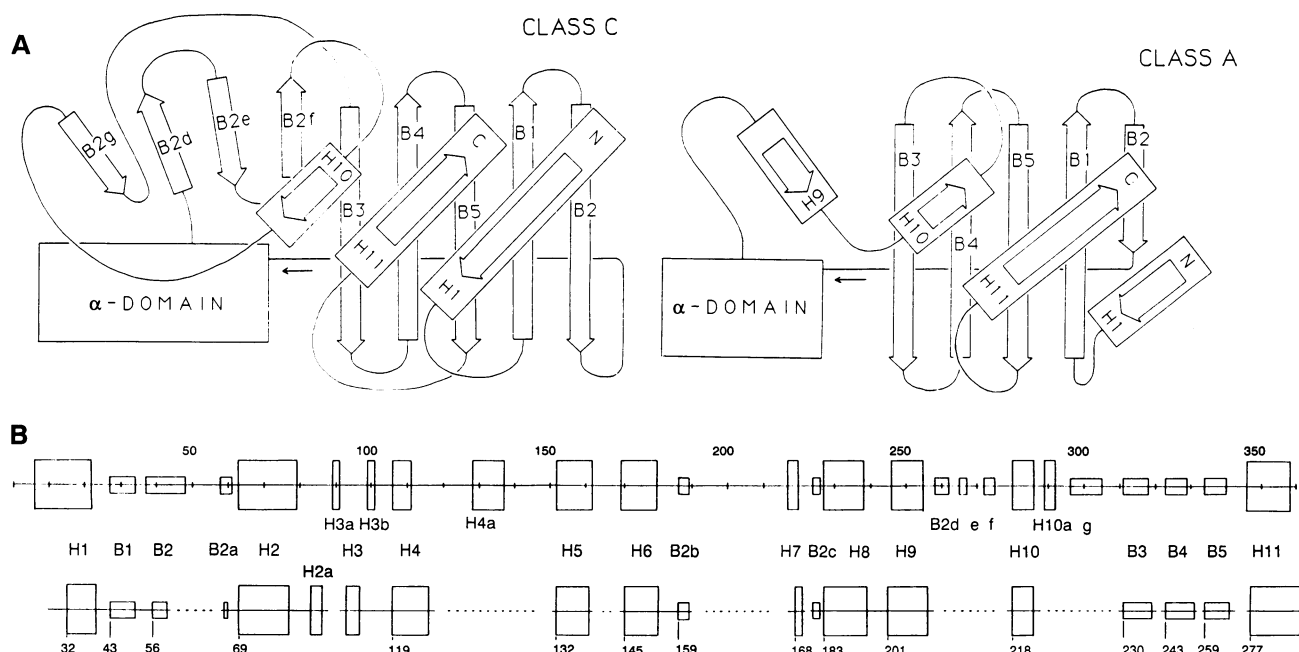 A
CLASS C
CLASS A
B2g
B2d
B2e
B2f
H10
B3
B4
H11
C
B5
H1
B1
N
B2
α-DOMAIN
H9
B3
H10
B4
B5
H11
B1
C
B2
H1
N
α-DOMAIN
B
50 100 150 200 250 300 350
H3a H3b H4a B2d e f H10a g
H1 B1 B2 B2a H2 H3 H4 H5 H6 B2b H7 B2c H8 H9 H10 B3 B4 B5 H11
H2a
32 43 56 69 119 132 145 159 168 183 201 218 230 243 259 277